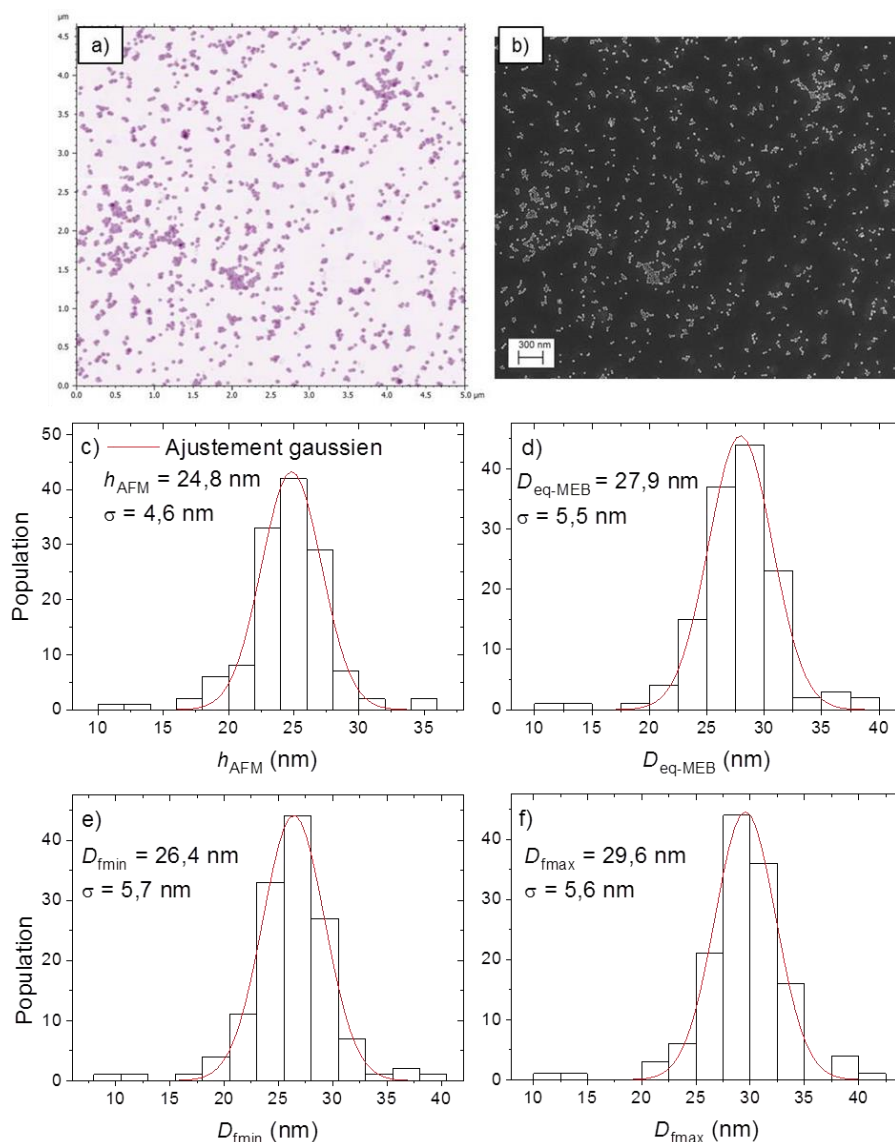 a)
µm
4.5
4.0
3.5
3.0
2.5
2.0
1.5
1.0
0.5
0.0
0.0 0.5 1.0 1.5 2.0 2.5 3.0 3.5 4.0 4.5 5.0 µm
b)
300 nm
c) Ajustement gaussien
h_AFM = 24,8 nm
σ = 4,6 nm
Population
50
40
30
20
10
0
10 15 20 25 30 35
h_AFM (nm)
d)
D_eq-MEB = 27,9 nm
σ = 5,5 nm
40
30
20
10
0
10 15 20 25 30 35 40
D_eq-MEB (nm)
e)
D_fmin = 26,4 nm
σ = 5,7 nm
Population
40
30
20
10
0
10 15 20 25 30 35 40
D_fmin (nm)
f)
D_fmax = 29,6 nm
σ = 5,6 nm
40
30
20
10
0
10 15 20 25 30 35 40
D_fmax (nm)